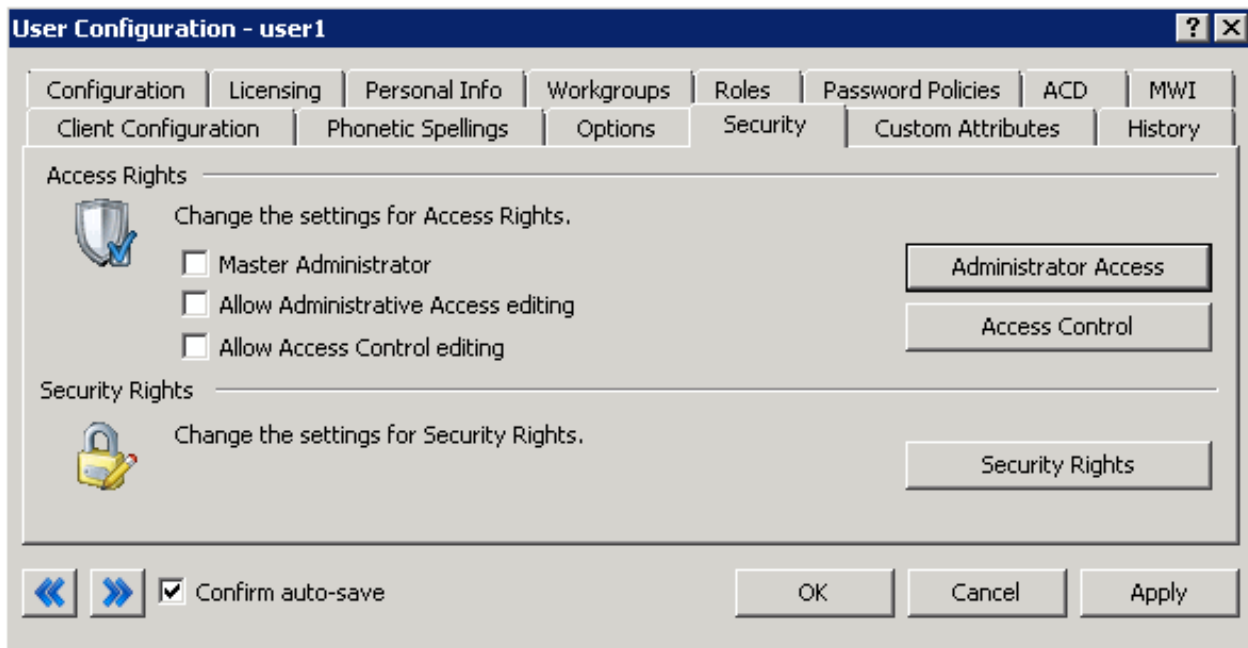 User Configuration - user1
Configuration Licensing Personal Info Workgroups Roles Password Policies ACD MWI
Client Configuration Phonetic Spellings Options Security Custom Attributes History
Access Rights
Change the settings for Access Rights.
Master Administrator
Administrator Access
Allow Administrative Access editing
Access Control
Allow Access Control editing
Security Rights
Change the settings for Security Rights.
Security Rights
Confirm auto-save OK Cancel Apply